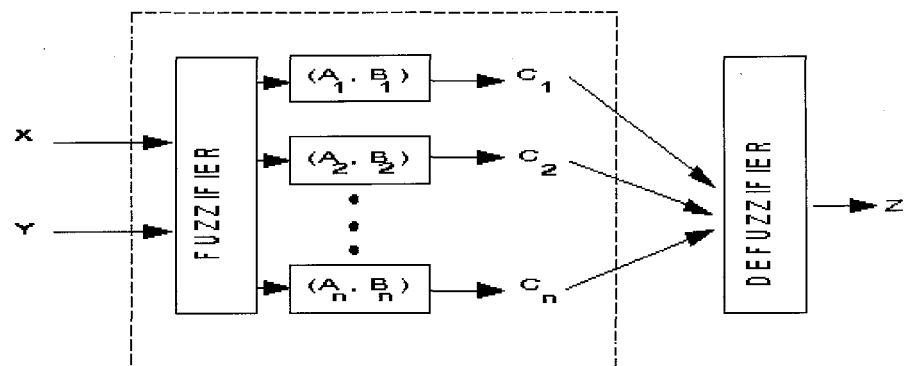 X
Y
FUZZIFIER
(A1, B1)
C1
(A2, B2)
C2
(An, Bn)
Cn
DEFUZZIFIER
Z